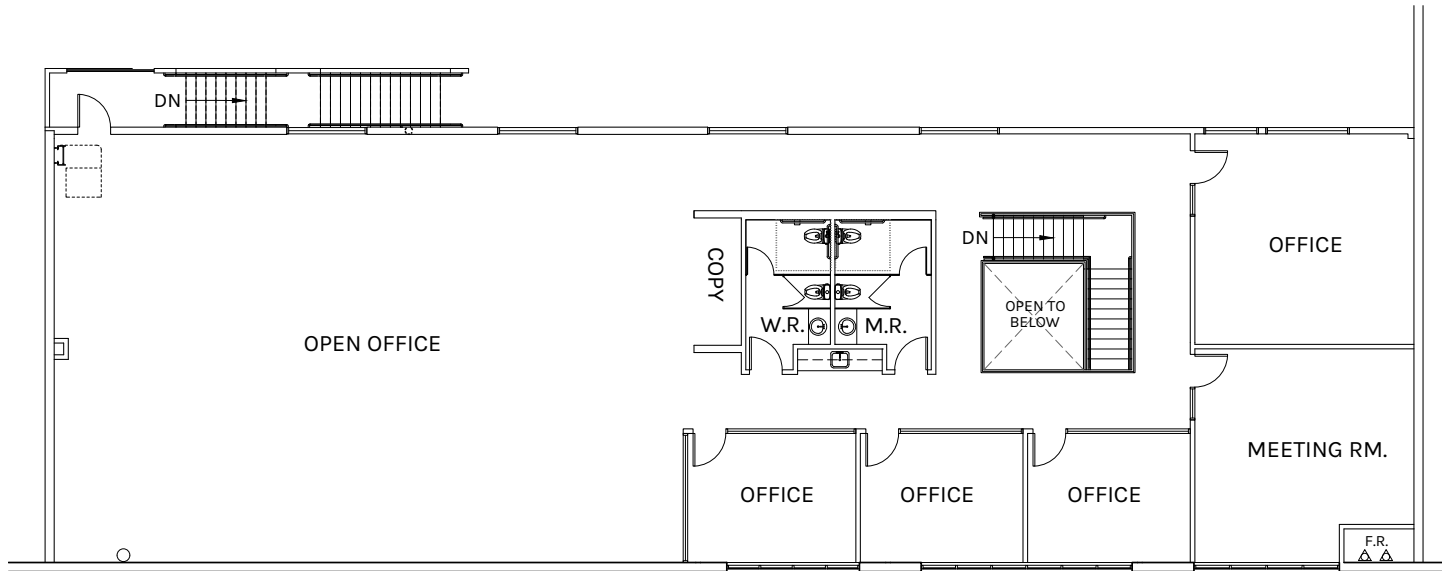 DN
DN
OFFICE
COPY
OPEN TO
BELOW
W.R.
M.R.
OPEN OFFICE
MEETING RM.
OFFICE
OFFICE
OFFICE
F.R.